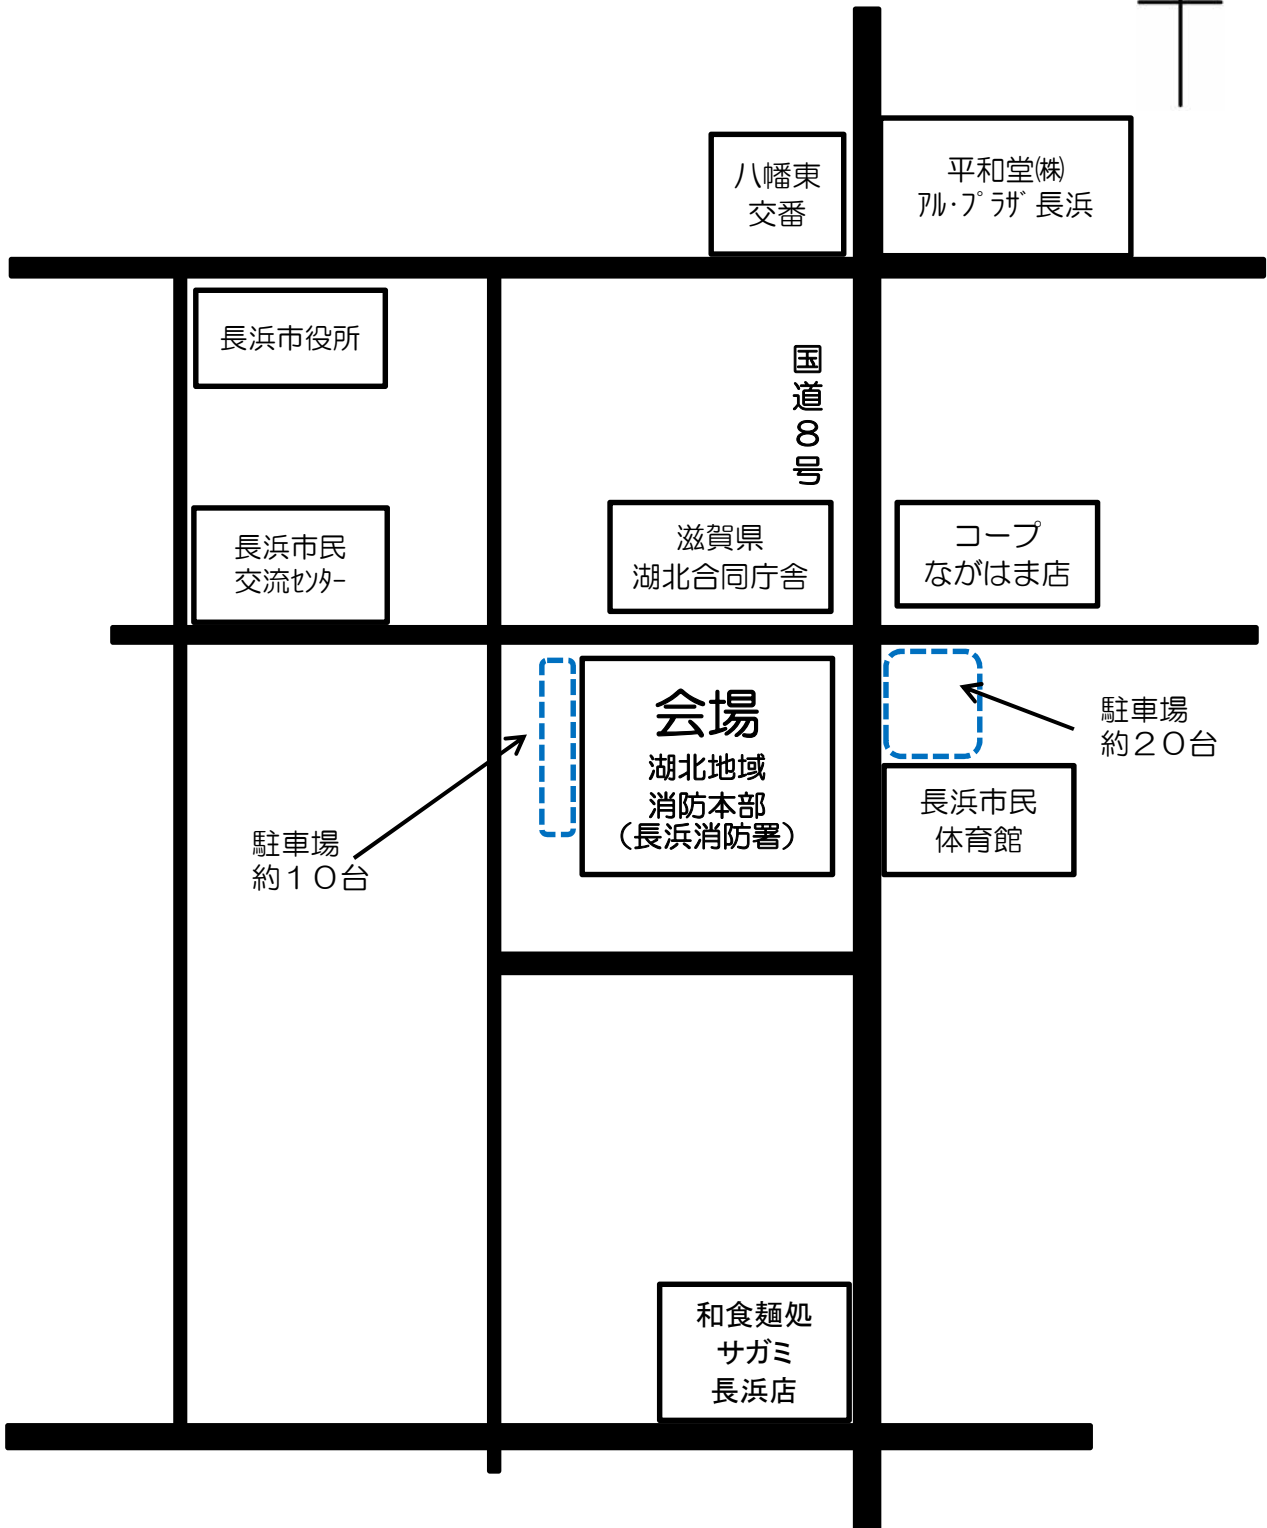 八幡東
交番
平和堂㈱
ｱﾙ･ﾌﾟﾗｻﾞ長浜
長浜市役所
国道８号
長浜市民
交流ｾﾝﾀｰ
滋賀県
湖北合同庁舎
コープ
ながはま店
会場
湖北地域
消防本部
（長浜消防署）
駐車場
約２０台
長浜市民
体育館
駐車場
約１０台
和食麺処
サガミ
長浜店